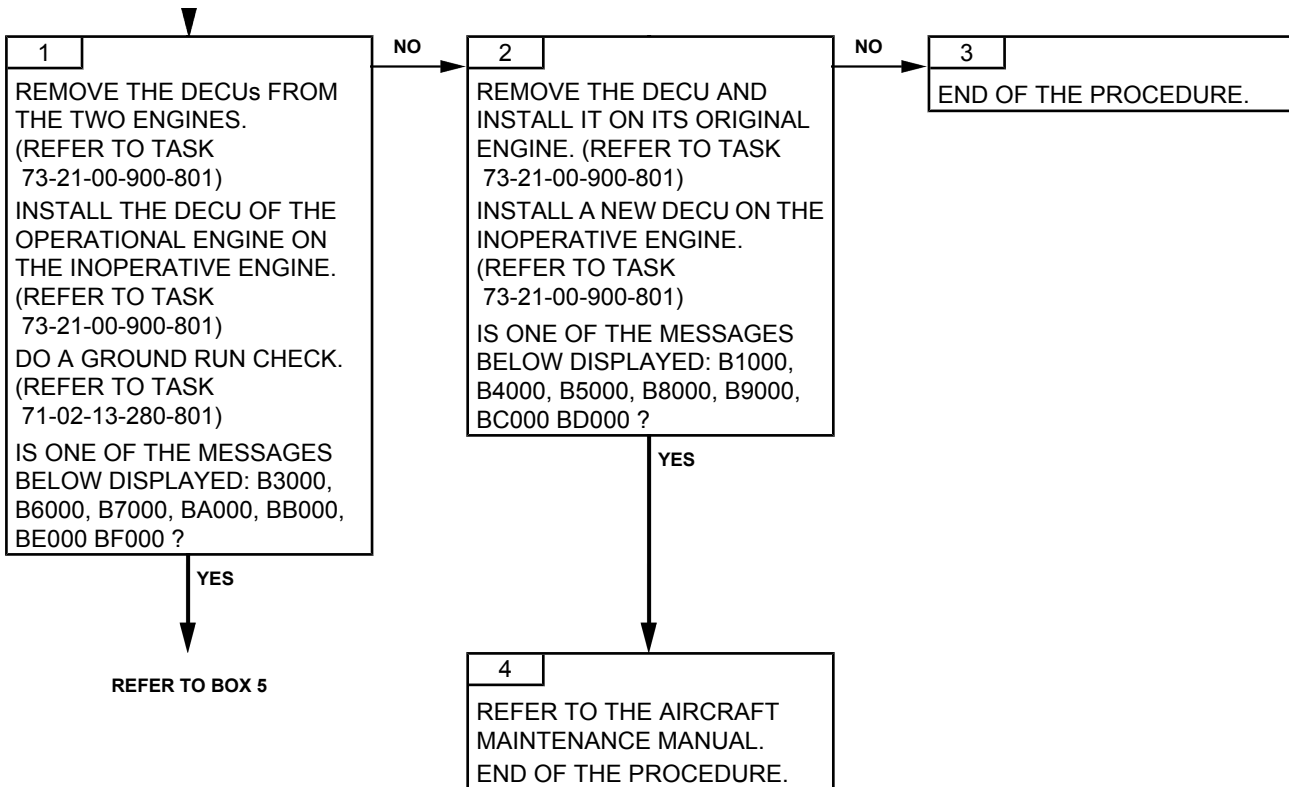 1
REMOVE THE DECUs FROM
THE TWO ENGINES.
(REFER TO TASK
73-21-00-900-801)
INSTALL THE DECU OF THE
OPERATIONAL ENGINE ON
THE INOPERATIVE ENGINE.
(REFER TO TASK
73-21-00-900-801)
DO A GROUND RUN CHECK.
(REFER TO TASK
71-02-13-280-801)
IS ONE OF THE MESSAGES
BELOW DISPLAYED: B3000,
B6000, B7000, BA000, BB000,
BE000 BF000 ?
YES
REFER TO BOX 5
NO
2
REMOVE THE DECU AND
INSTALL IT ON ITS ORIGINAL
ENGINE. (REFER TO TASK
73-21-00-900-801)
INSTALL A NEW DECU ON THE
INOPERATIVE ENGINE.
(REFER TO TASK
73-21-00-900-801)
IS ONE OF THE MESSAGES
BELOW DISPLAYED: B1000,
B4000, B5000, B8000, B9000,
BC000 BD000 ?
YES
NO
3
END OF THE PROCEDURE.
4
REFER TO THE AIRCRAFT
MAINTENANCE MANUAL.
END OF THE PROCEDURE.